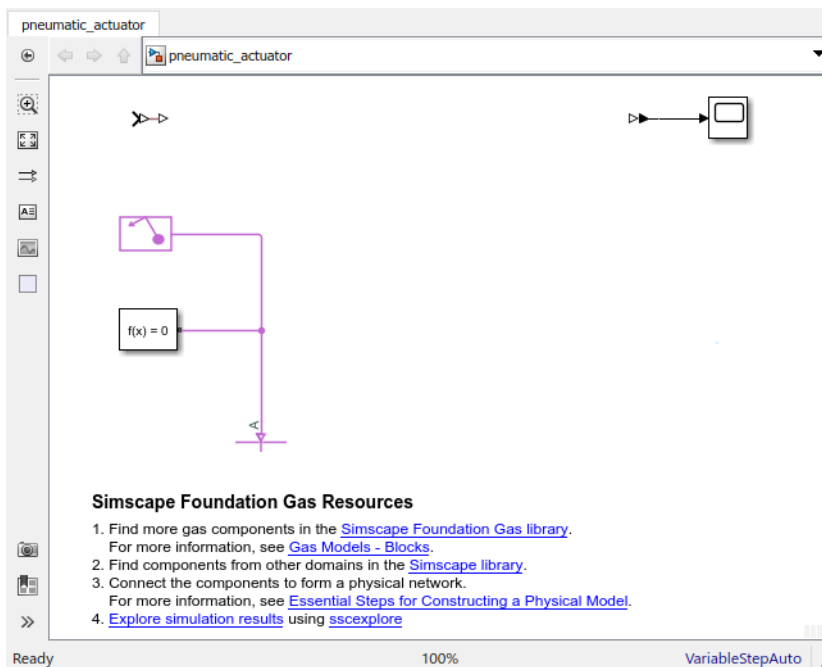 pneumatic_actuator
pneumatic_actuator
f(x) = 0
A
Simscape Foundation Gas Resources
1. Find more gas components in the Simscape Foundation Gas library.
For more information, see Gas Models - Blocks.
2. Find components from other domains in the Simscape library.
3. Connect the components to form a physical network.
For more information, see Essential Steps for Constructing a Physical Model.
4. Explore simulation results using sscexplore
Ready 100% VariableStepAuto